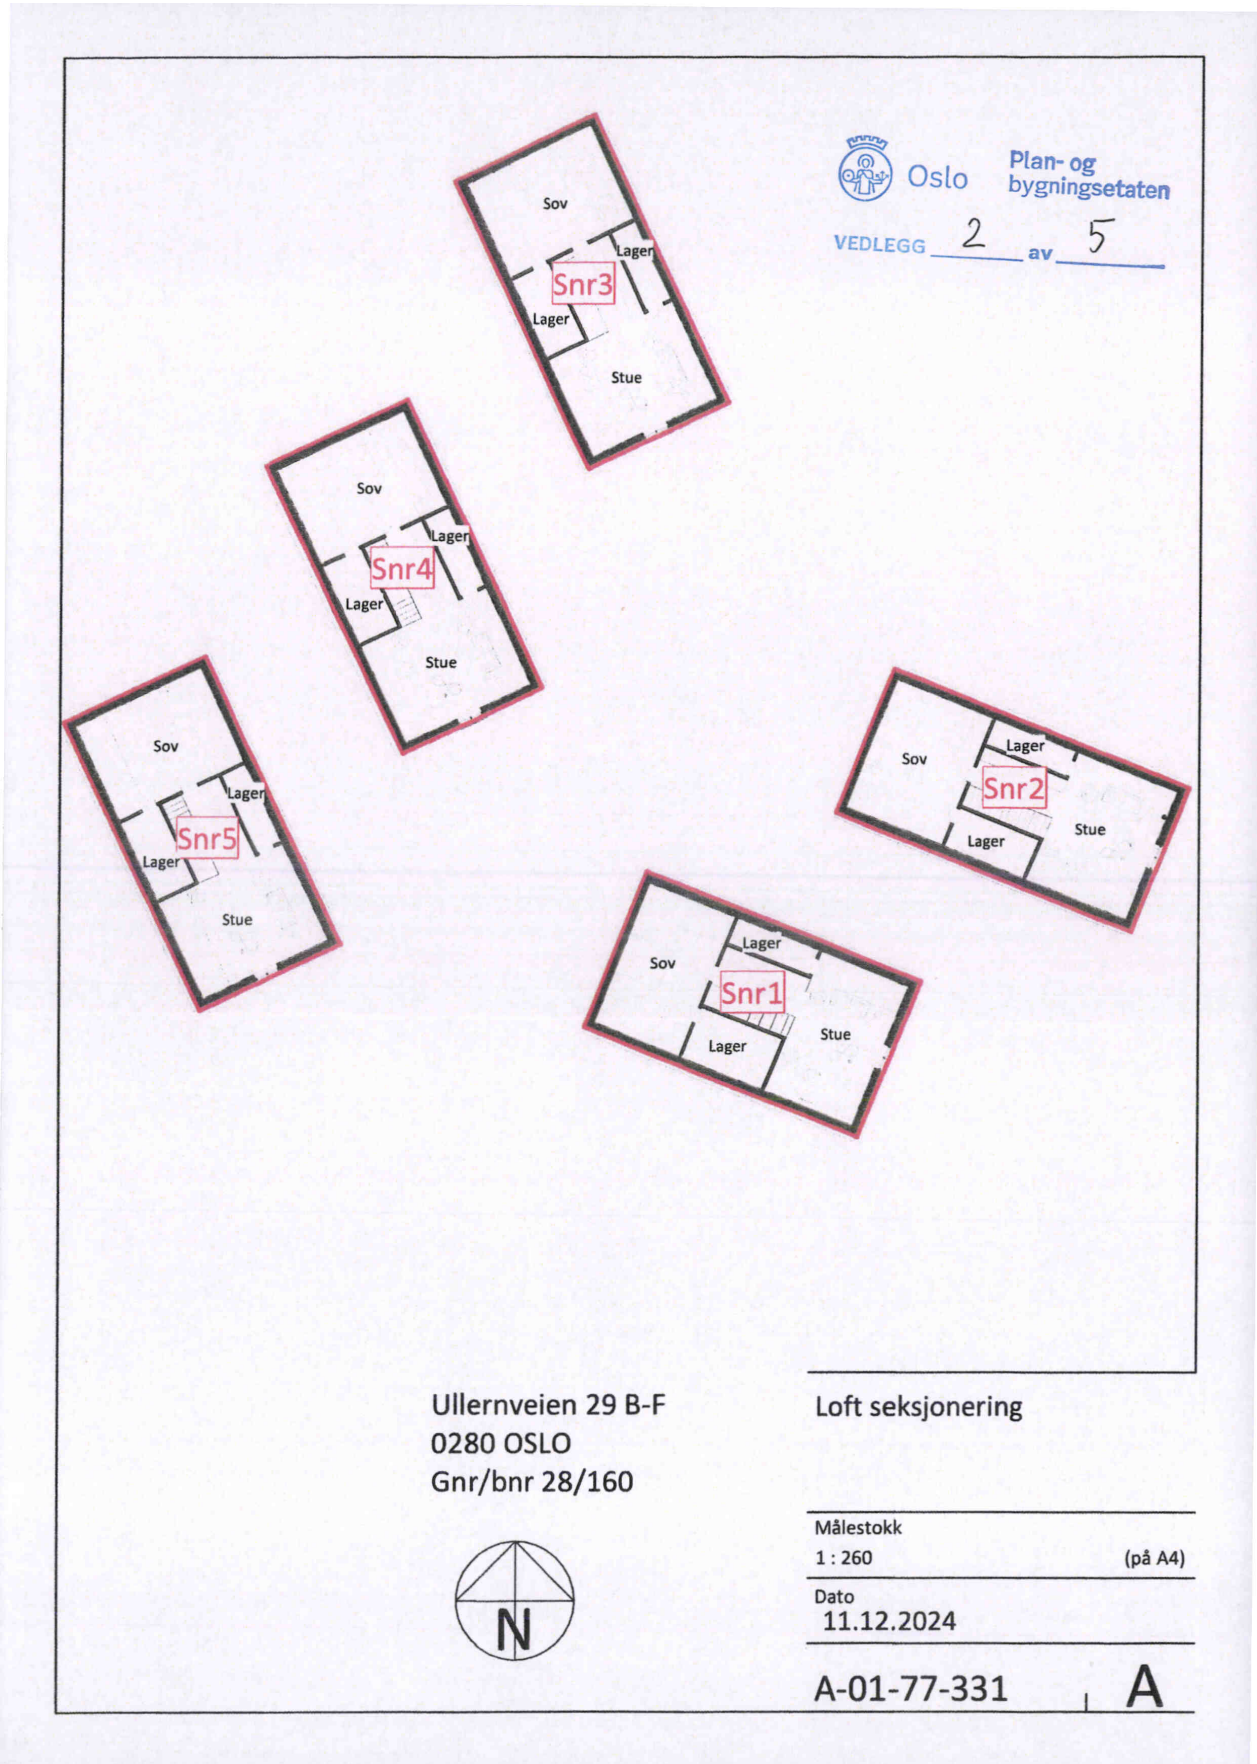 Oslo
Plan- og
bygningsetaten
VEDLEGG 2 av 5
Sov
Lager
Snr3
Lager
Stue
Sov
Lager
Snr4
Lager
Stue
Sov
Lager
Snr5
Lager
Stue
Sov
Lager
Snr2
Lager
Stue
Sov
Lager
Snr1
Lager
Stue
Ullernveien 29 B-F
0280 OSLO
Gnr/bnr 28/160
N
Loft seksjonering
Målestokk
1 : 260 (på A4)
Dato
11.12.2024
A-01-77-331 A